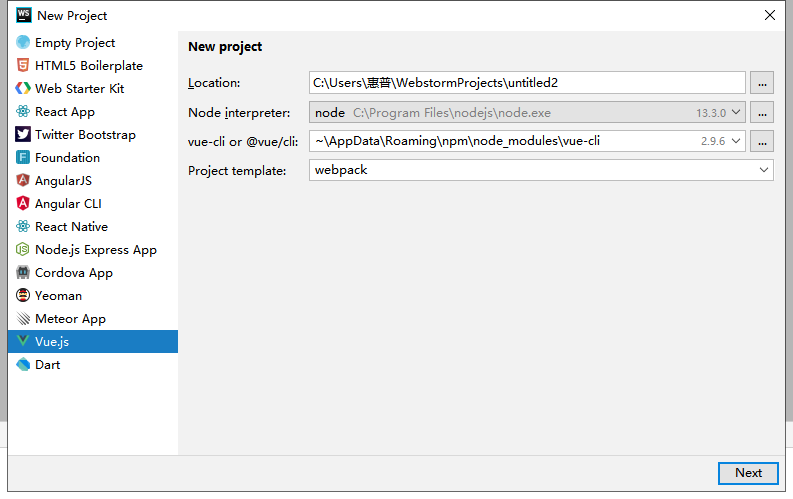 New Project
Empty Project
HTML5 Boilerplate
Web Starter Kit
React App
Twitter Bootstrap
Foundation
AngularJS
Angular CLI
React Native
Node.js Express App
Cordova App
Yeoman
Meteor App
Vue.js
Dart
New project
Location: C:\Users\惠普\WebstormProjects\untitled2 ...
Node interpreter: node C:\Program Files\nodejs\node.exe 13.3.0 ...
vue-cli or @vue/cli: ~\AppData\Roaming\npm\node_modules\vue-cli 2.9.6 ...
Project template: webpack
Next